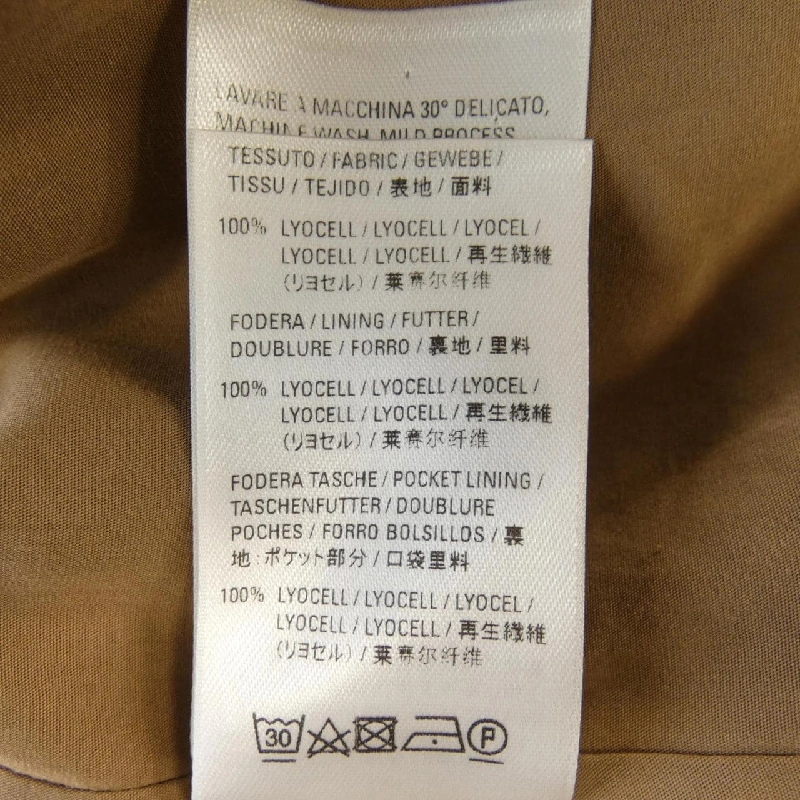 LAVARE A MACCHINA 30° DELICATO,
MACHINE WASH, MILD PROCESS
TESSUTO / FABRIC / GEWEBE /
TISSU / TEJIDO / 表地 / 面料
100% LYOCELL / LYOCELL / LYOCEL /
LYOCELL / LYOCELL / 再生繊維
(リヨセル) / 莱赛尔纤维
FODERA / LINING / FUTTER /
DOUBLURE / FORRO / 裏地 / 里料
100% LYOCELL / LYOCELL / LYOCEL /
LYOCELL / LYOCELL / 再生繊維
(リヨセル) / 莱赛尔纤维
FODERA TASCHE / POCKET LINING /
TASCHENFUTTER / DOUBLURE
POCHES / FORRO BOLSILLOS / 裏
地:ポケット部分 / 口袋里料
100% LYOCELL / LYOCELL / LYOCEL /
LYOCELL / LYOCELL / 再生繊維
(リヨセル) / 莱赛尔纤维
30 P